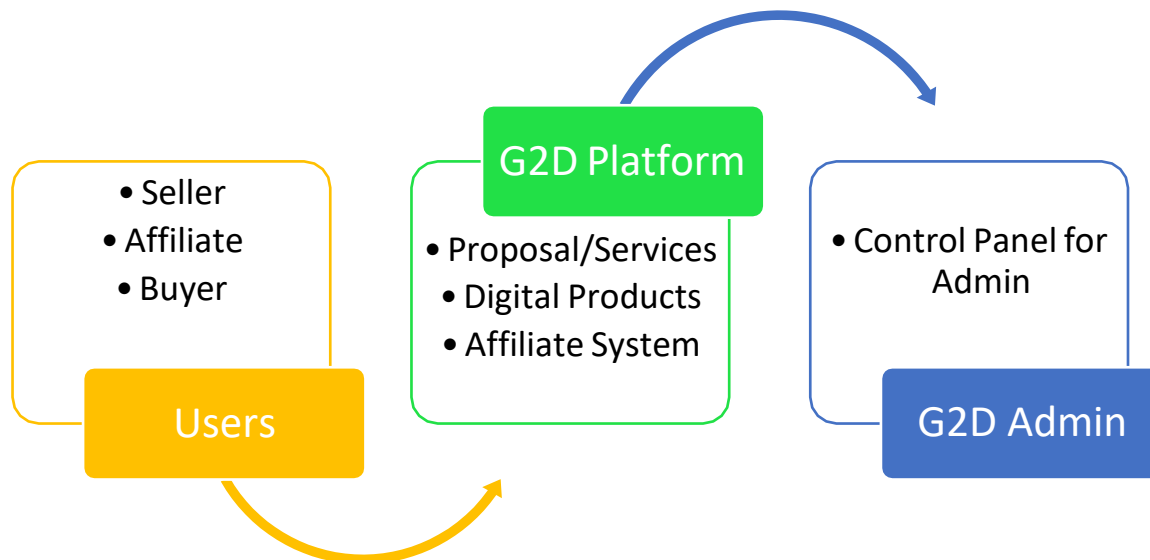 • Seller
• Affiliate
• Buyer
Users
G2D Platform
• Proposal/Services
• Digital Products
• Affiliate System
• Control Panel for
Admin
G2D Admin